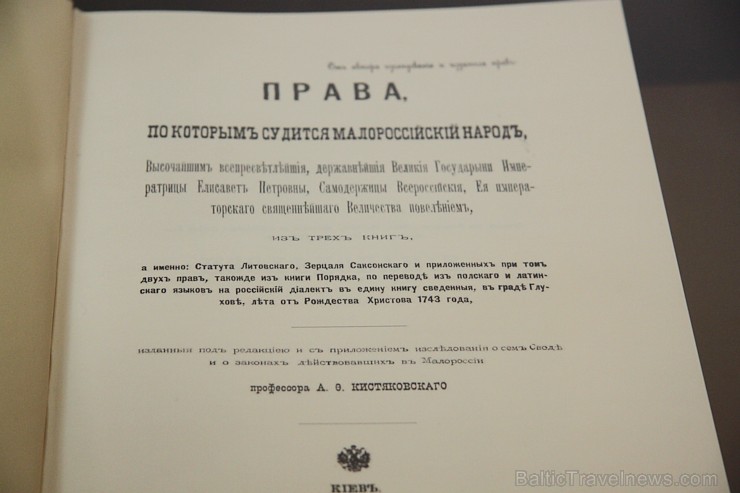 ПРАВА,
ПО КОТОРЫМЪ СУДИТСЯ МАЛОРОССІЙСКІЙ НАРОДЪ,
Высочайшимъ всепресвѣтлѣйшія, державнѣйшія Великія Государыни Импе-
ратрицы Елисаветъ Петровны, Самодержицы Всероссійскія, Ея импера-
торскаго священнѣйшаго Величества повелѣніемъ,
ИЗЪ ТРЕХЪ КНИГЪ,
а именно: Статута Литовскаго, Зерцала Саксонскаго и приложенныхъ при томъ
двухъ правъ, такожде изъ книги Порядка, по переводѣ изъ полскаго и латин-
скаго языковъ на россійскій діалектъ въ едину книгу сведенныя, въ градѣ Глу-
ховѣ, лѣта отъ Рождества Христова 1743 года,
изданныя подъ редакціею и съ приложеніемъ изслѣдованія о семъ Сводѣ
и о законахъ дѣйствовавшихъ въ Малороссіи
профессора А. Ѳ. КИСТЯКОВСКАГО
КІЕВЪ.
BalticTravelnews.com